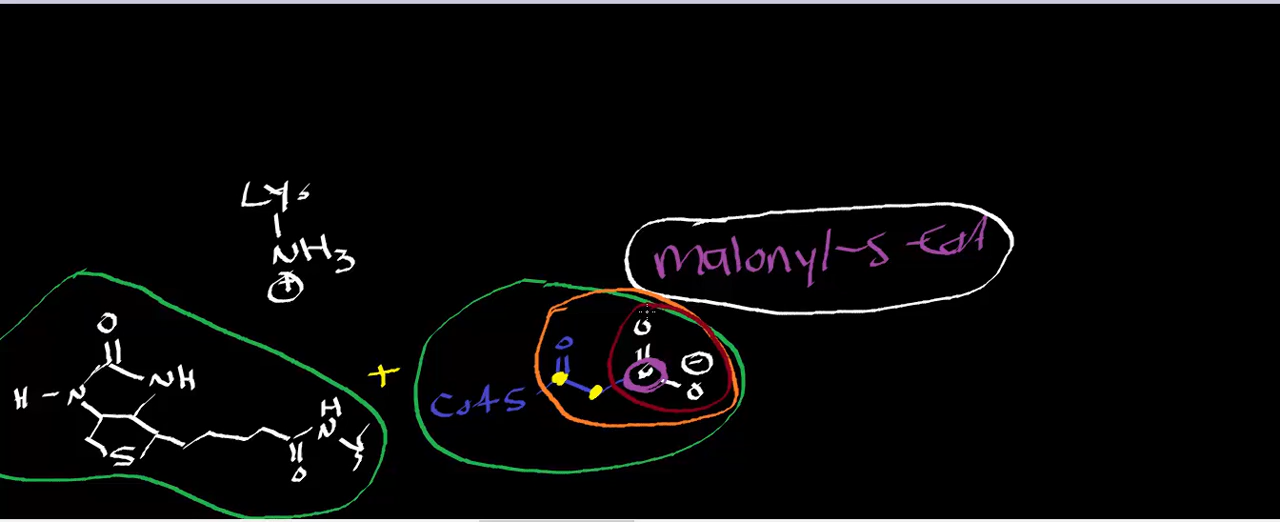 Lys
NH3
⊕
malonyl-S-CoA
O
NH
H-N
S
H
N
O
+
O
CoAS
O
C
⊖
O